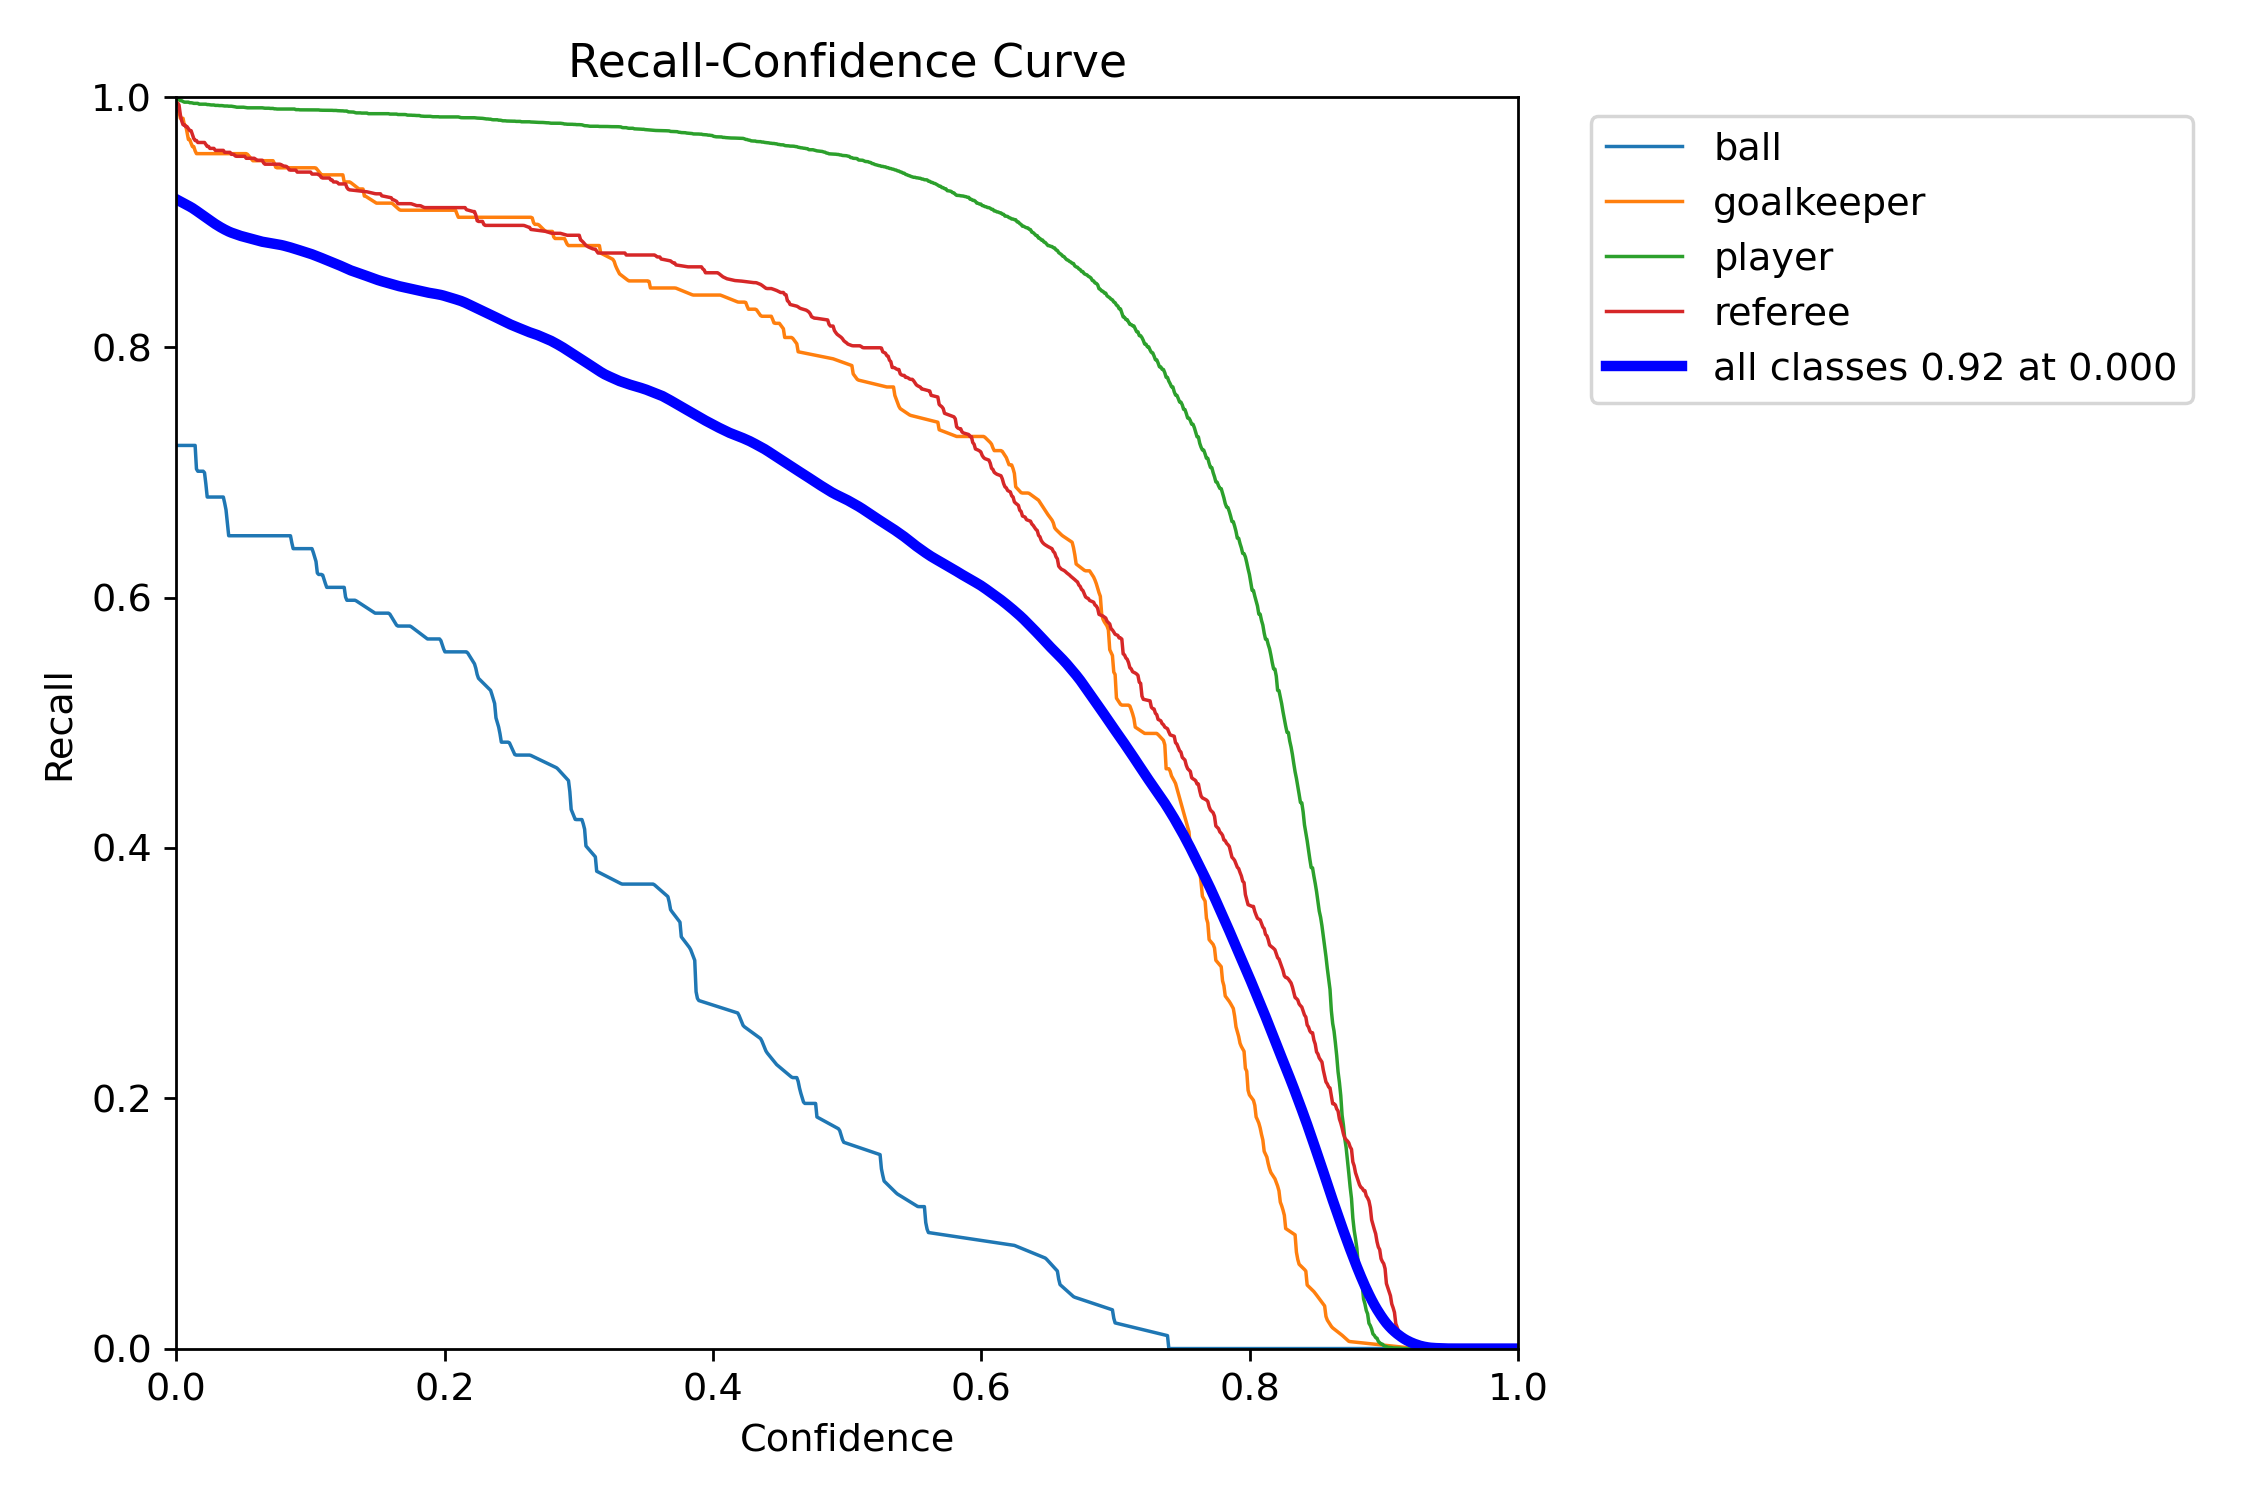 Recall-Confidence Curve
1.0
0.8
0.6
0.4
0.2
0.0
Recall
0.0 0.2 0.4 0.6 0.8 1.0
Confidence
ball
goalkeeper
player
referee
all classes 0.92 at 0.000